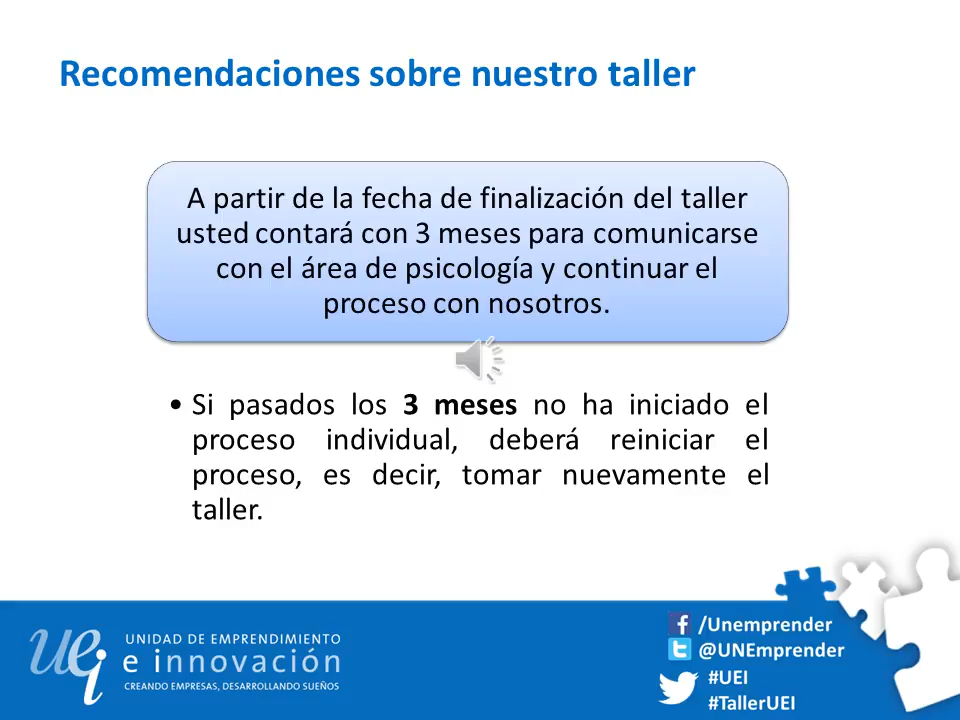 Recomendaciones sobre nuestro taller
A partir de la fecha de finalización del taller
usted contará con 3 meses para comunicarse
con el área de psicología y continuar el
proceso con nosotros.
• Si pasados los 3 meses no ha iniciado el
proceso individual, deberá reiniciar el
proceso, es decir, tomar nuevamente el
taller.
uei
UNIDAD DE EMPRENDIMIENTO
e innovación
CREANDO EMPRESAS, DESARROLLANDO SUEÑOS
/Unemprender
@UNEmprender
#UEI
#TallerUEI